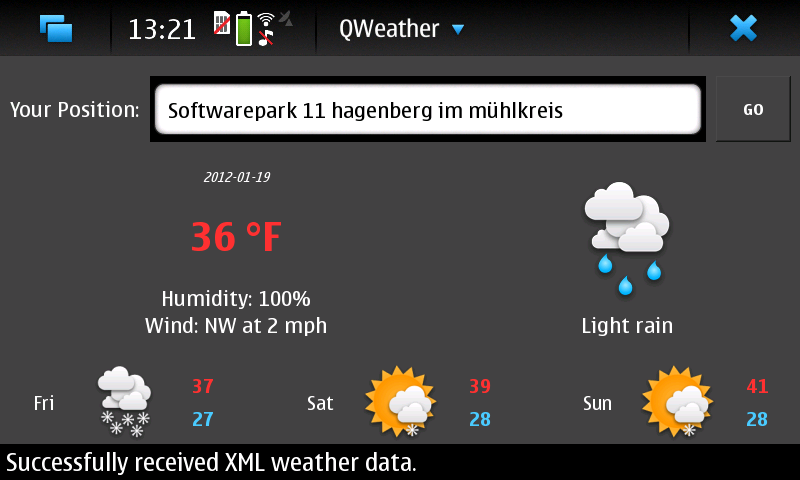 13:21 QWeather
Your Position: Softwarepark 11 hagenberg im mühlkreis GO
2012-01-19
36 °F
Humidity: 100%
Wind: NW at 2 mph
Light rain
Fri 37 27
Sat 39 28
Sun 41 28
Successfully received XML weather data.